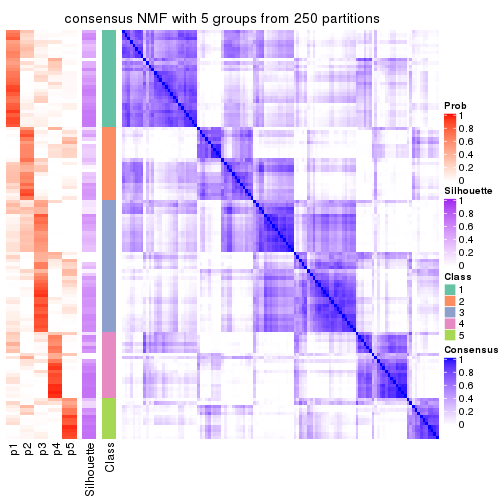 consensus NMF with 5 groups from 250 partitions
Prob
1
0.8
0.6
0.4
0.2
0
Silhouette
1
0.8
0.6
0.4
0.2
0
Class
1
2
3
4
5
Consensus
1
0.8
0.6
0.4
0.2
0
p1
p2
p3
p4
p5
Silhouette
Class